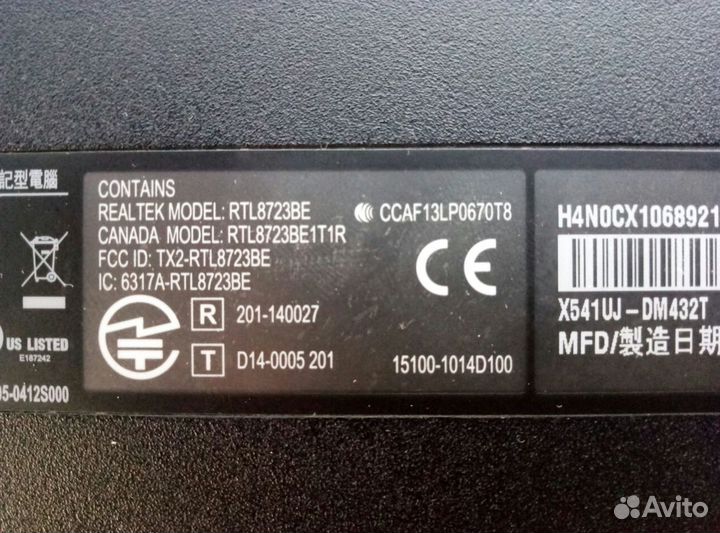 記型電腦
US LISTED
E187242
95-0412S000
CONTAINS
REALTEK MODEL: RTL8723BE
CANADA MODEL: RTL8723BE1T1R
FCC ID: TX2-RTL8723BE
IC: 6317A-RTL8723BE
CCAF13LP0670T8
CE
R 201-140027
T D14-0005 201
15100-1014D100
H4N0CX1068921
X541UJ-DM432T
MFD/製造日期
Avito